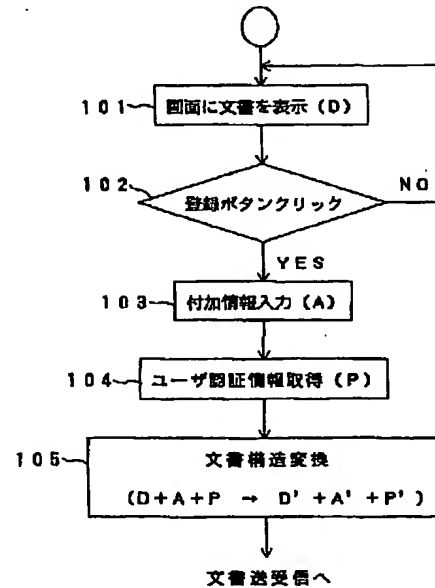 101
画面に文書を表示（D）
102
登録ボタンクリック
NO
YES
103
付加情報入力（A）
104
ユーザ認証情報取得（P）
105
文書構造変換
（D＋A＋P → D'＋A'＋P'）
文書送受信へ